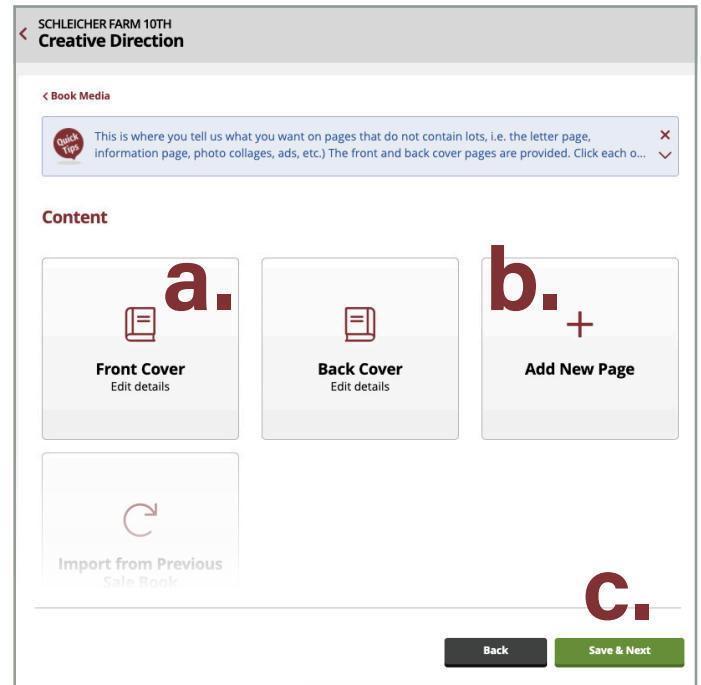 SCHLEICHER FARM 10TH
Creative Direction
< Book Media
Quick
Tips
This is where you tell us what you want on pages that do not contain lots, i.e. the letter page,
information page, photo collages, ads, etc.) The front and back cover pages are provided. Click each o...
Content
a.
b.
Front Cover
Edit details
Back Cover
Edit details
Add New Page
Import from Previous
Sale Book
c.
Back
Save & Next